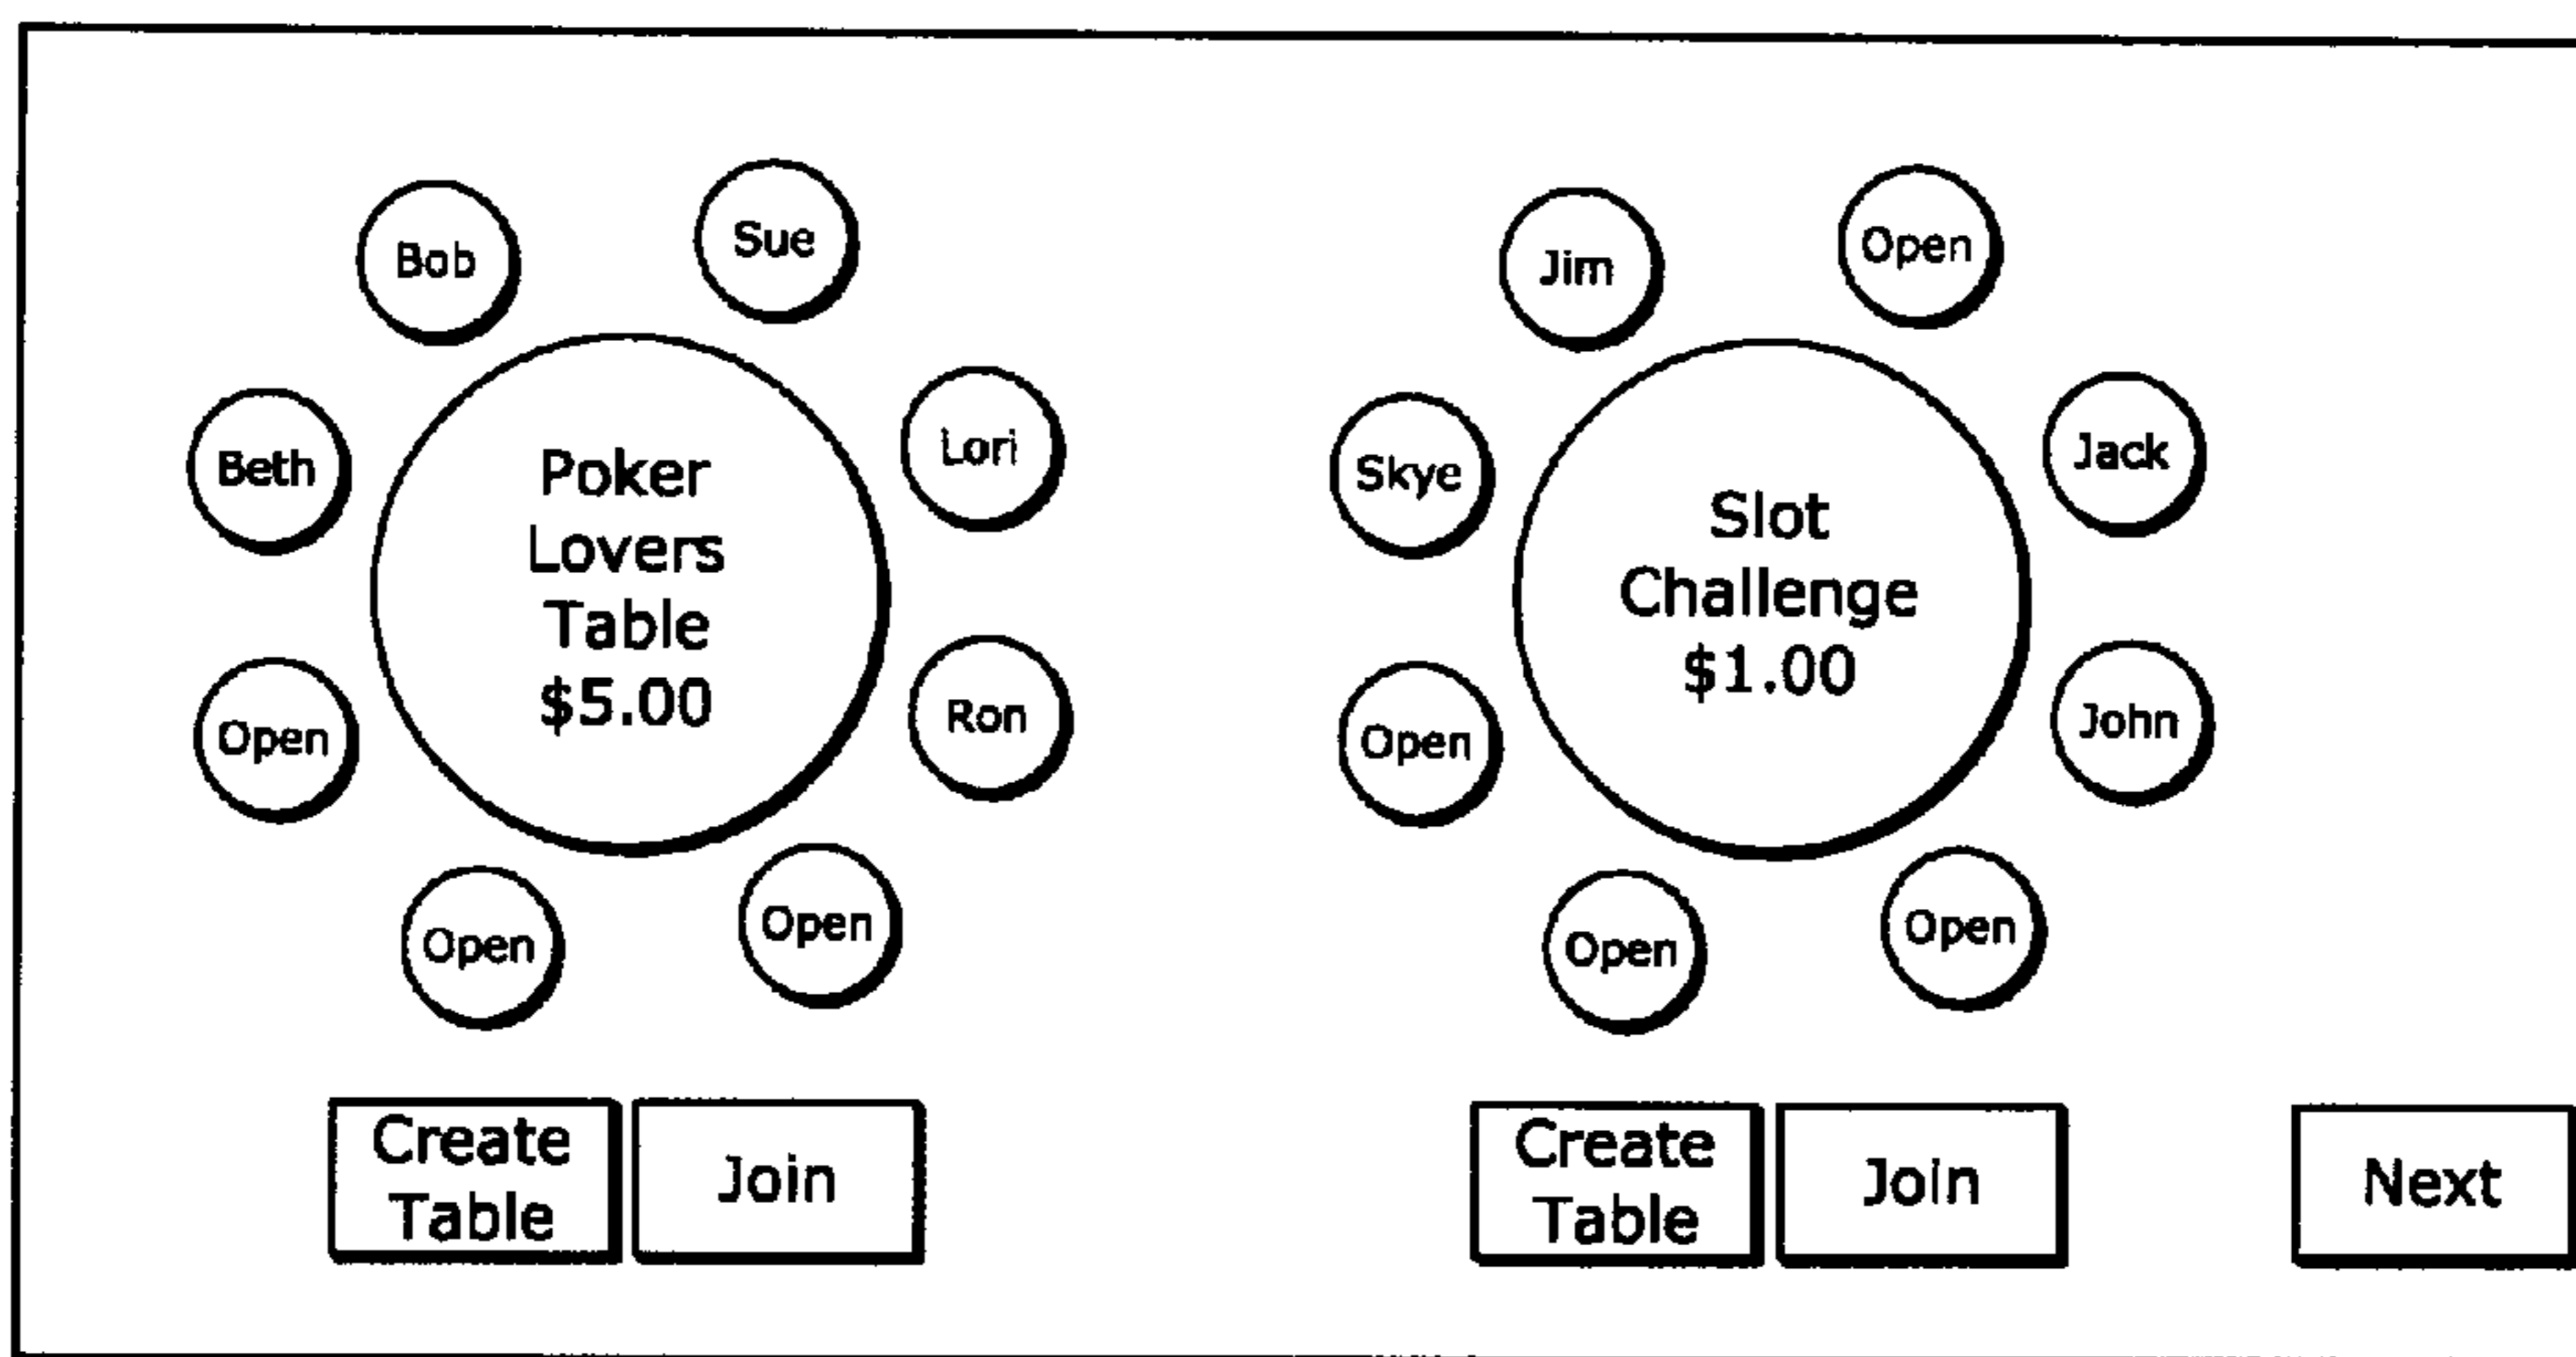 Bob
Sue
Beth
Lori
Poker
Lovers
Table
$5.00
Open
Ron
Open
Open
Create
Table
Join
Jim
Open
Skye
Jack
Slot
Challenge
$1.00
Open
John
Open
Open
Create
Table
Join
Next